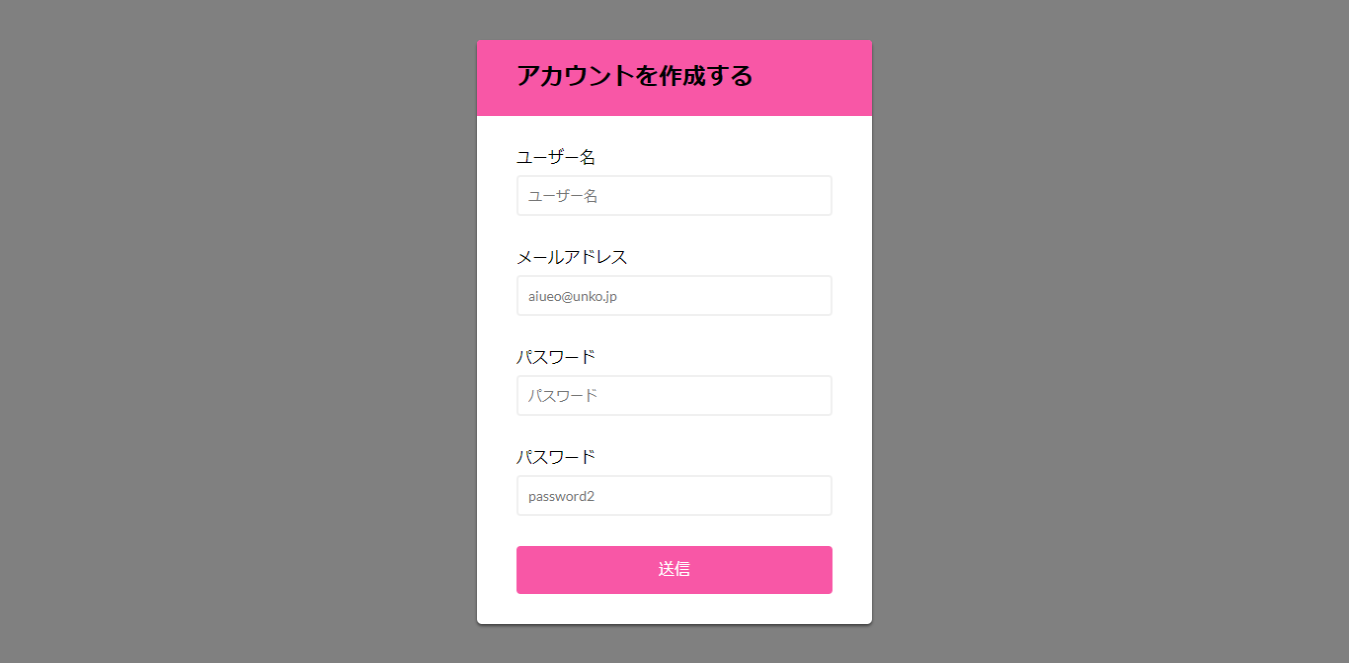 アカウントを作成する
ユーザー名
ユーザー名
メールアドレス
aiueo@unko.jp
パスワード
パスワード
パスワード
password2
送信